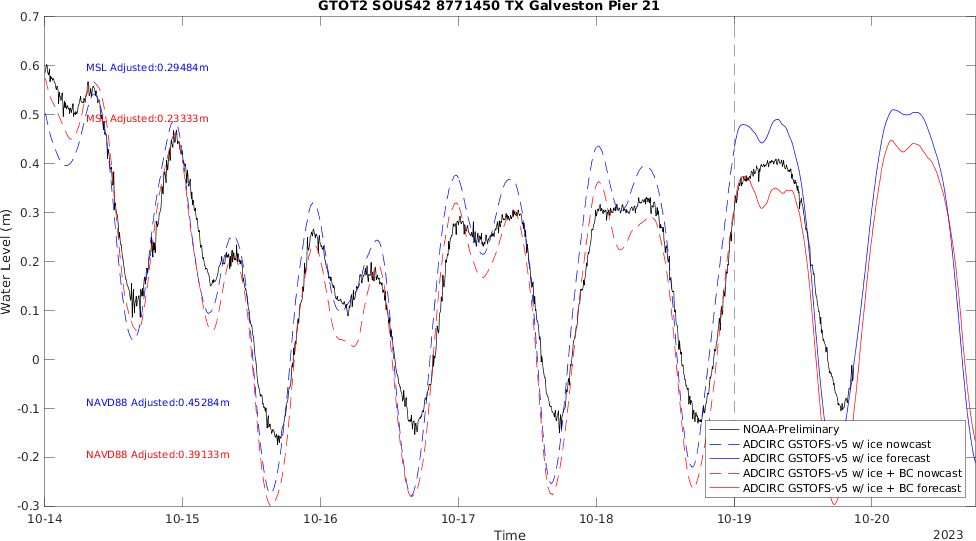 GTOT2 SOUS42 8771450 TX Galveston Pier 21
0.7
0.6
0.5
0.4
0.3
0.2
0.1
0
-0.1
-0.2
-0.3
Water Level (m)
MSL Adjusted:0.29484m
MSL Adjusted:0.23333m
NAVD88 Adjusted:0.45284m
NAVD88 Adjusted:0.39133m
NOAA-Preliminary
ADCIRC GSTOFS-v5 w/ ice nowcast
ADCIRC GSTOFS-v5 w/ ice forecast
ADCIRC GSTOFS-v5 w/ ice + BC nowcast
ADCIRC GSTOFS-v5 w/ ice + BC forecast
10-14 10-15 10-16 10-17 10-18 10-19 10-20
Time
2023